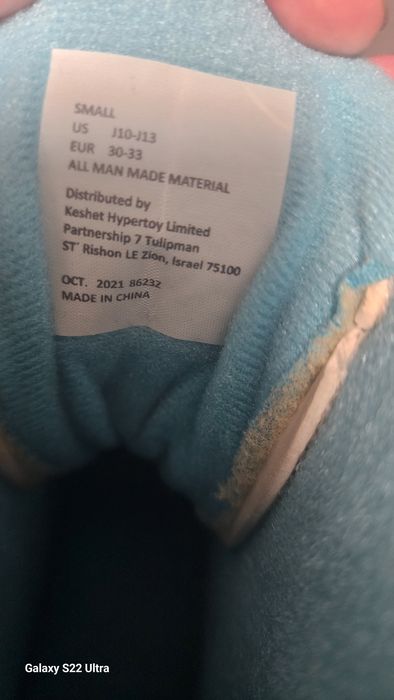 SMALL
US J10-J13
EUR 30-33
ALL MAN MADE MATERIAL
Distributed by
Keshet Hypertoy Limited
Partnership 7 Tulipman
ST' Rishon LE Zion, Israel 75100
OCT. 2021 86232
MADE IN CHINA
Galaxy S22 Ultra